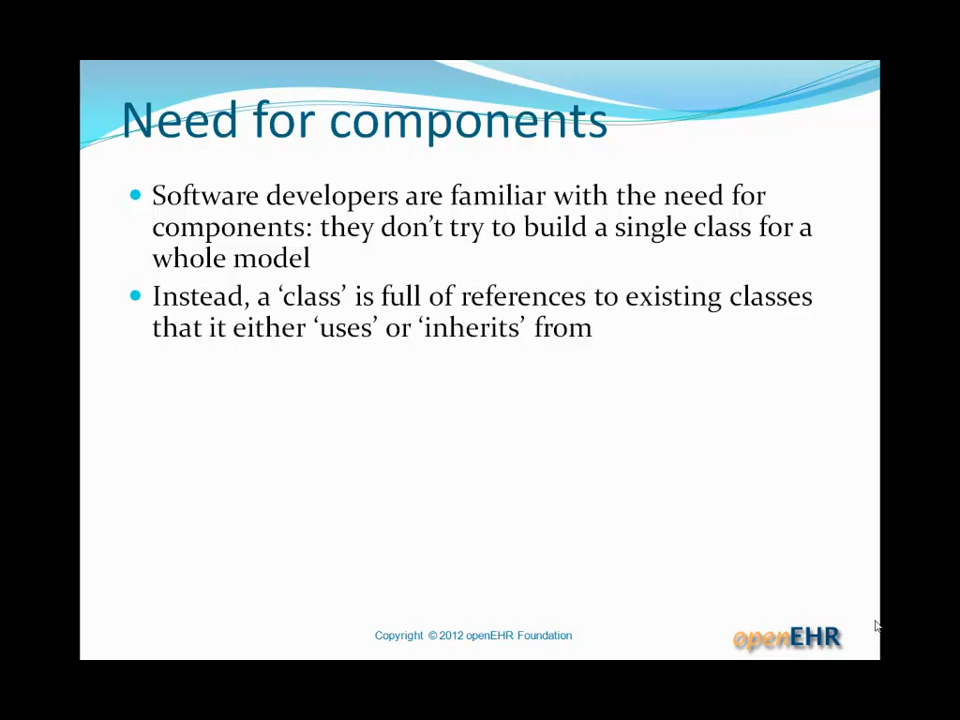 Need for components
Software developers are familiar with the need for
components: they don’t try to build a single class for a
whole model
Instead, a ‘class’ is full of references to existing classes
that it either ‘uses’ or ‘inherits’ from
Copyright © 2012 openEHR Foundation
openEHR